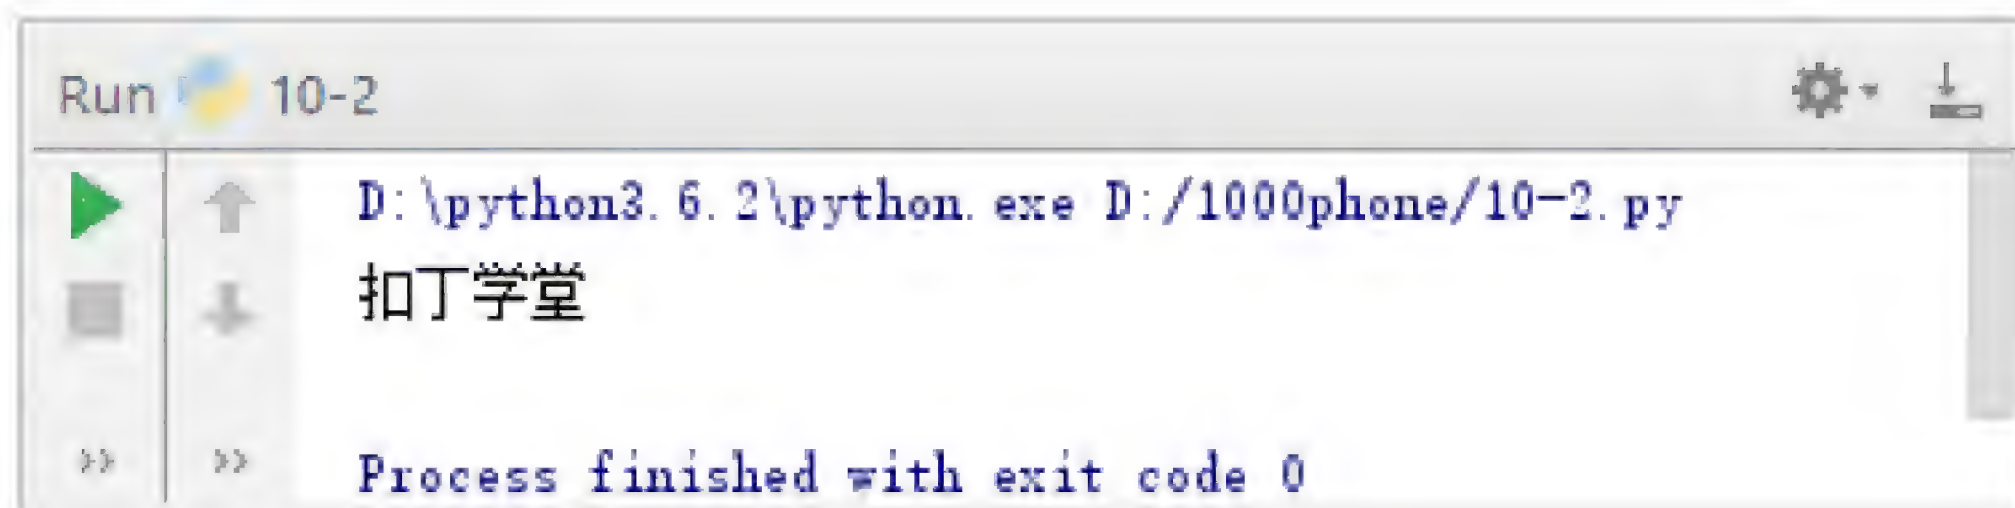 Run 10-2
D:\python3.6.2\python.exe D:/1000phone/10-2.py
扣丁学堂
Process finished with exit code 0